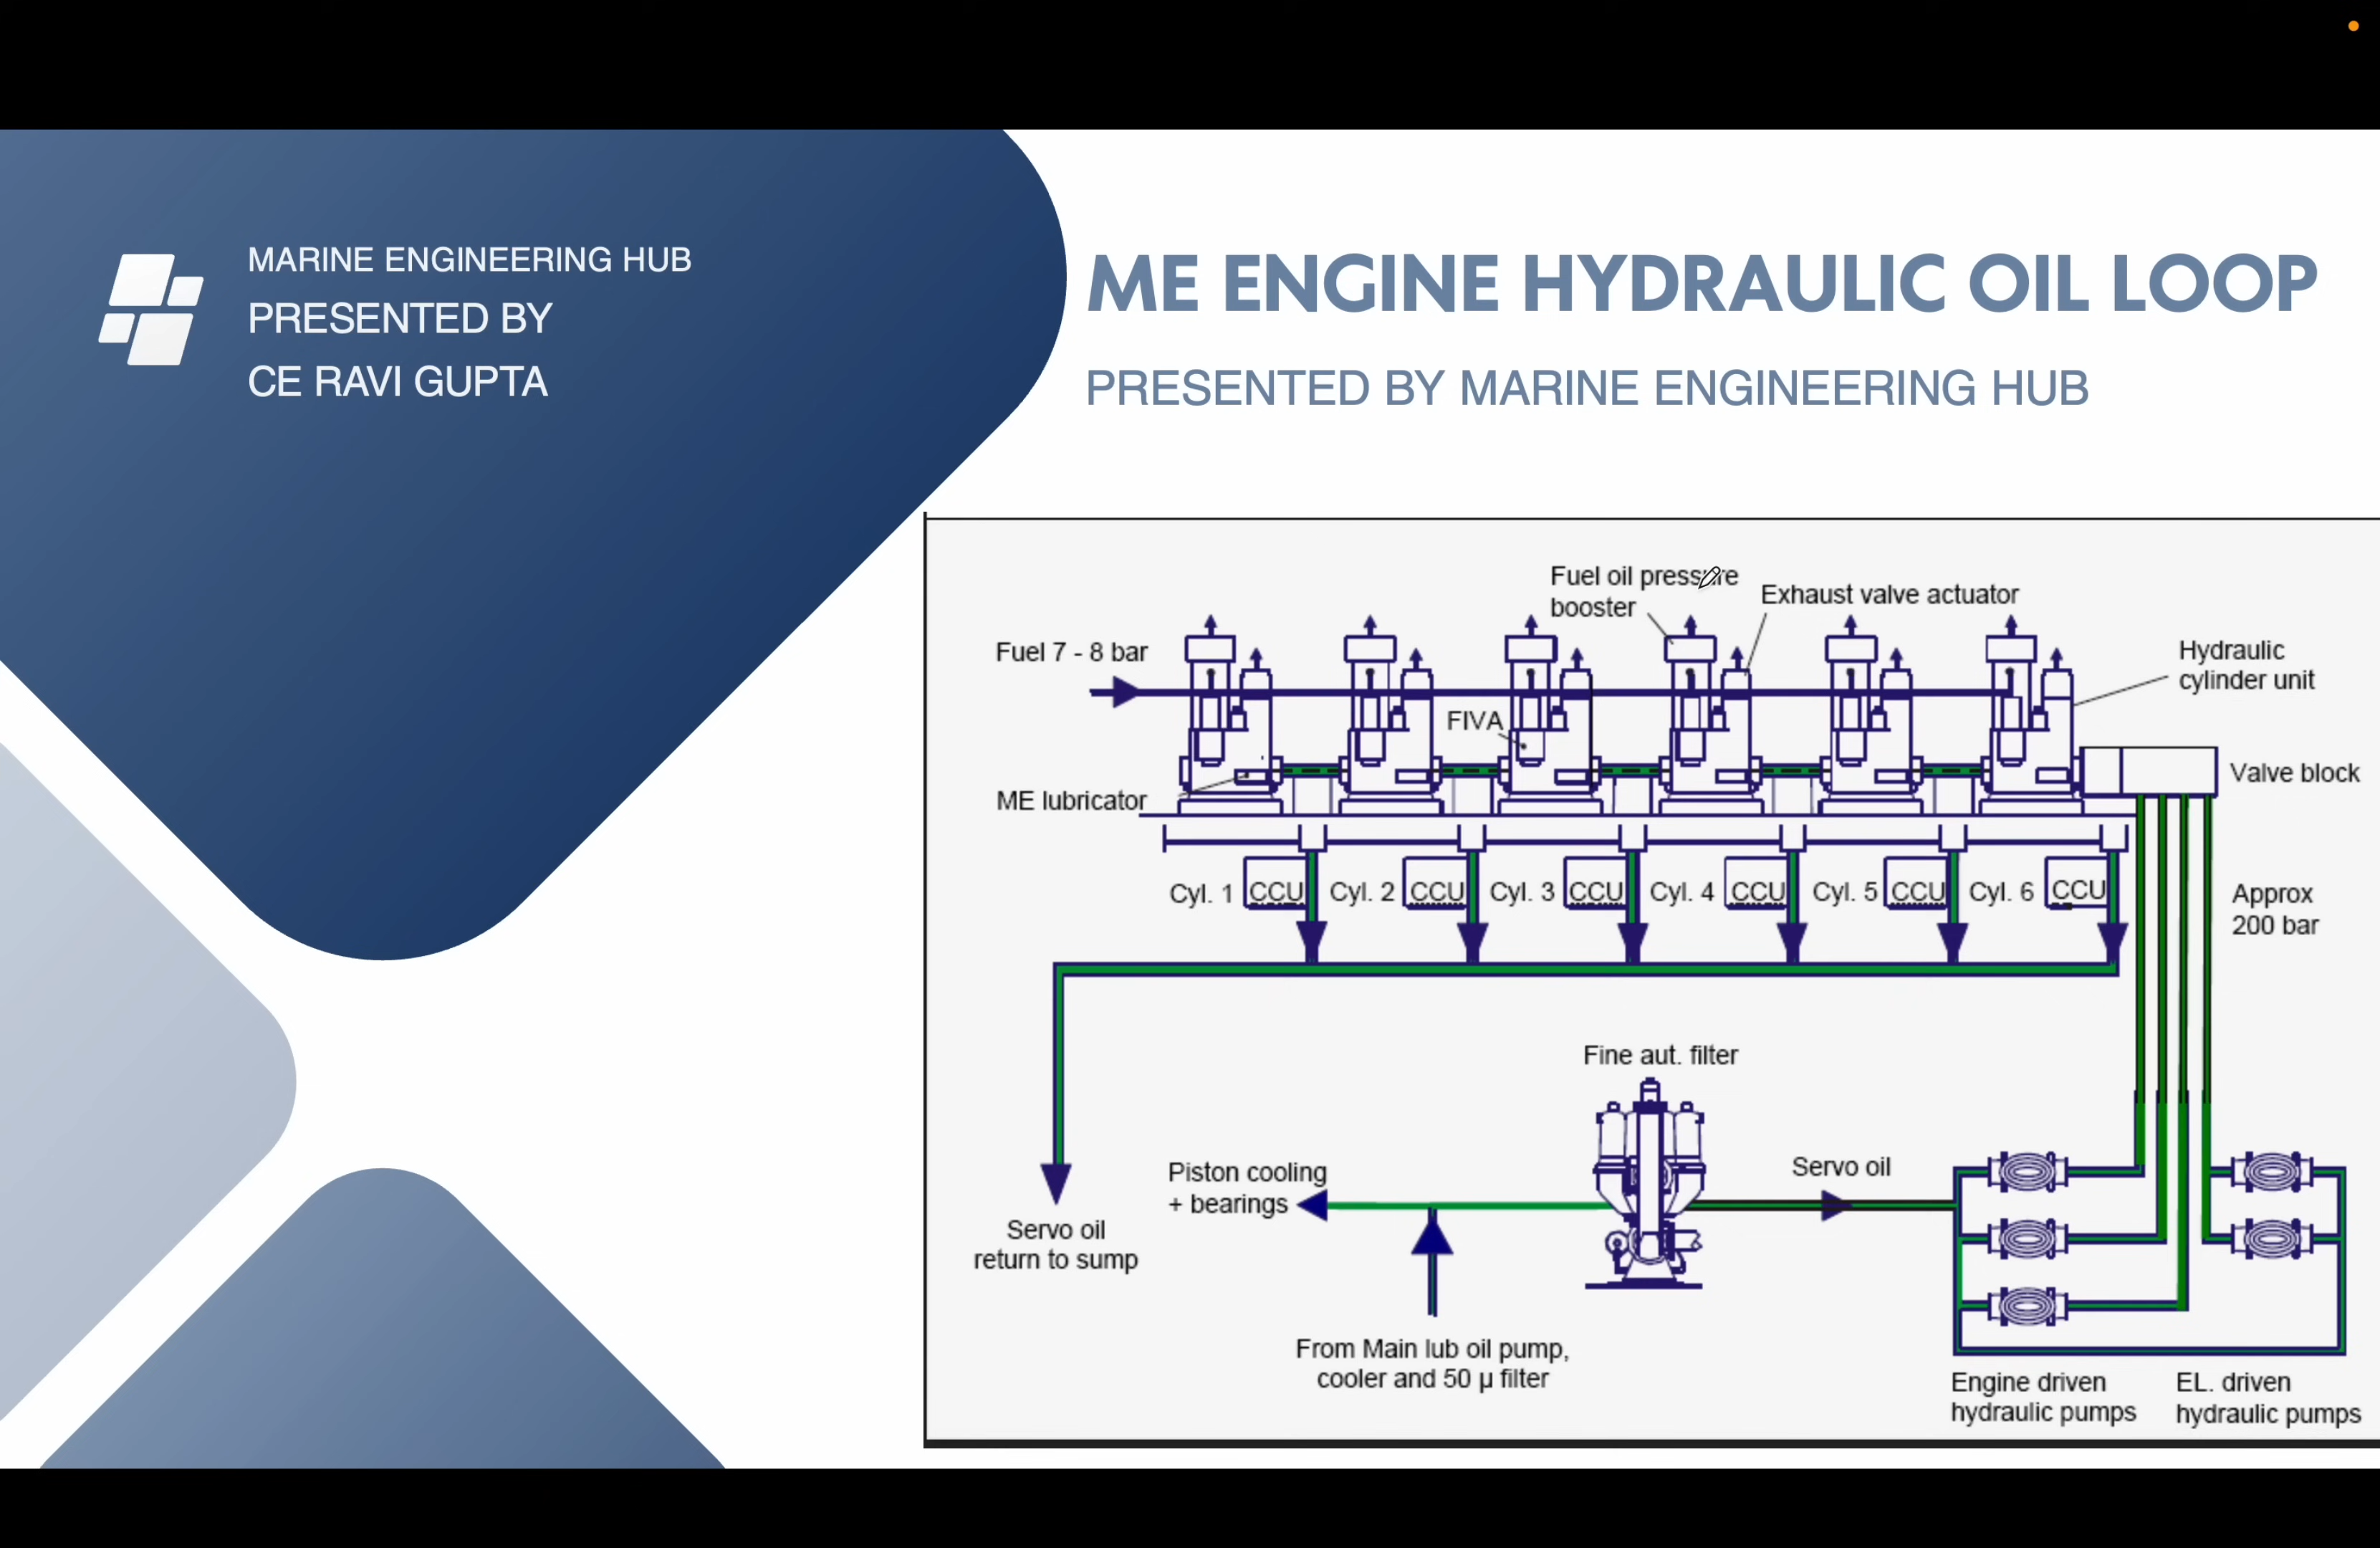 MARINE ENGINEERING HUB
PRESENTED BY
CE RAVI GUPTA
ME ENGINE HYDRAULIC OIL LOOP
PRESENTED BY MARINE ENGINEERING HUB
Fuel oil pressure
booster
Exhaust valve actuator
Fuel 7 - 8 bar
Hydraulic
cylinder unit
FIVA
Valve block
ME lubricator
Cyl. 1 CCU Cyl. 2 CCU Cyl. 3 CCU Cyl. 4 CCU Cyl. 5 CCU Cyl. 6 CCU
Approx
200 bar
Fine aut. filter
Piston cooling
+ bearings
Servo oil
Servo oil
return to sump
From Main lub oil pump,
cooler and 50 µ filter
Engine driven
hydraulic pumps
EL. driven
hydraulic pumps